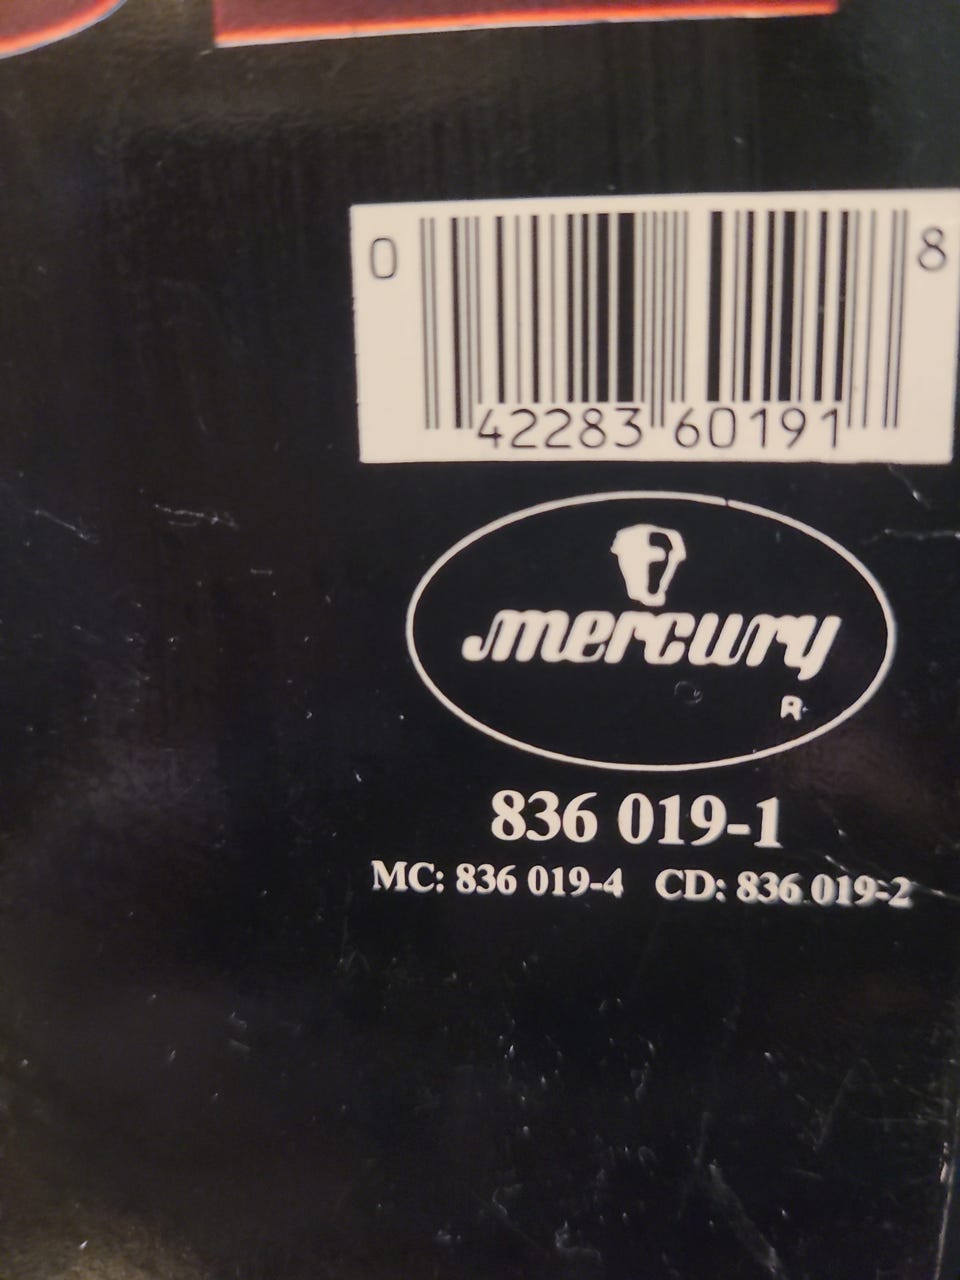 0 42283 60191 8
mercury
R
836 019-1
MC: 836 019-4 CD: 836 019-2